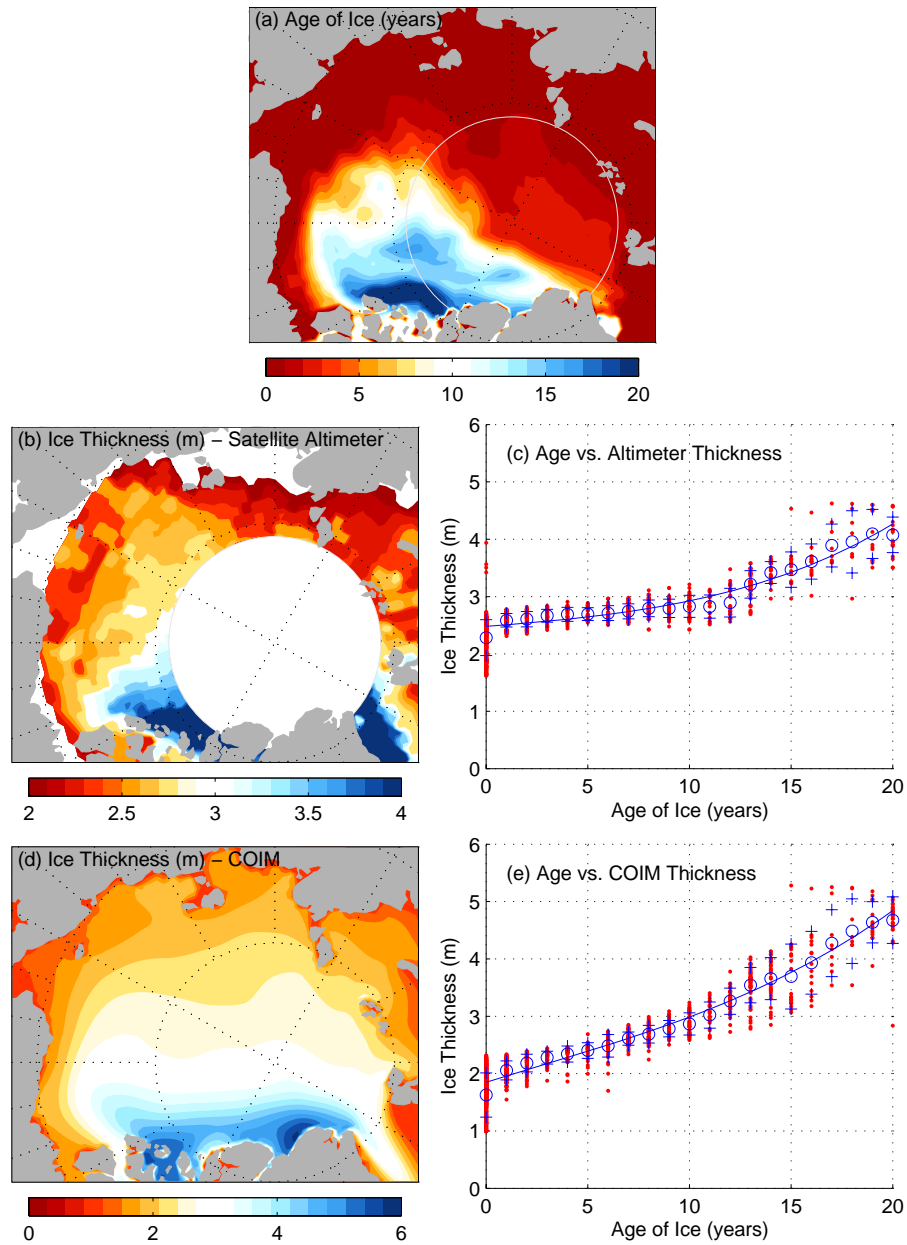 (a) Age of Ice (years)
0 5 10 15 20
(b) Ice Thickness (m) – Satellite Altimeter
2 2.5 3 3.5 4
(c) Age vs. Altimeter Thickness
Ice Thickness (m)
6
5
4
3
2
1
0
0 5 10 15 20
Age of Ice (years)
(d) Ice Thickness (m) – COIM
0 2 4 6
(e) Age vs. COIM Thickness
Ice Thickness (m)
6
5
4
3
2
1
0
0 5 10 15 20
Age of Ice (years)